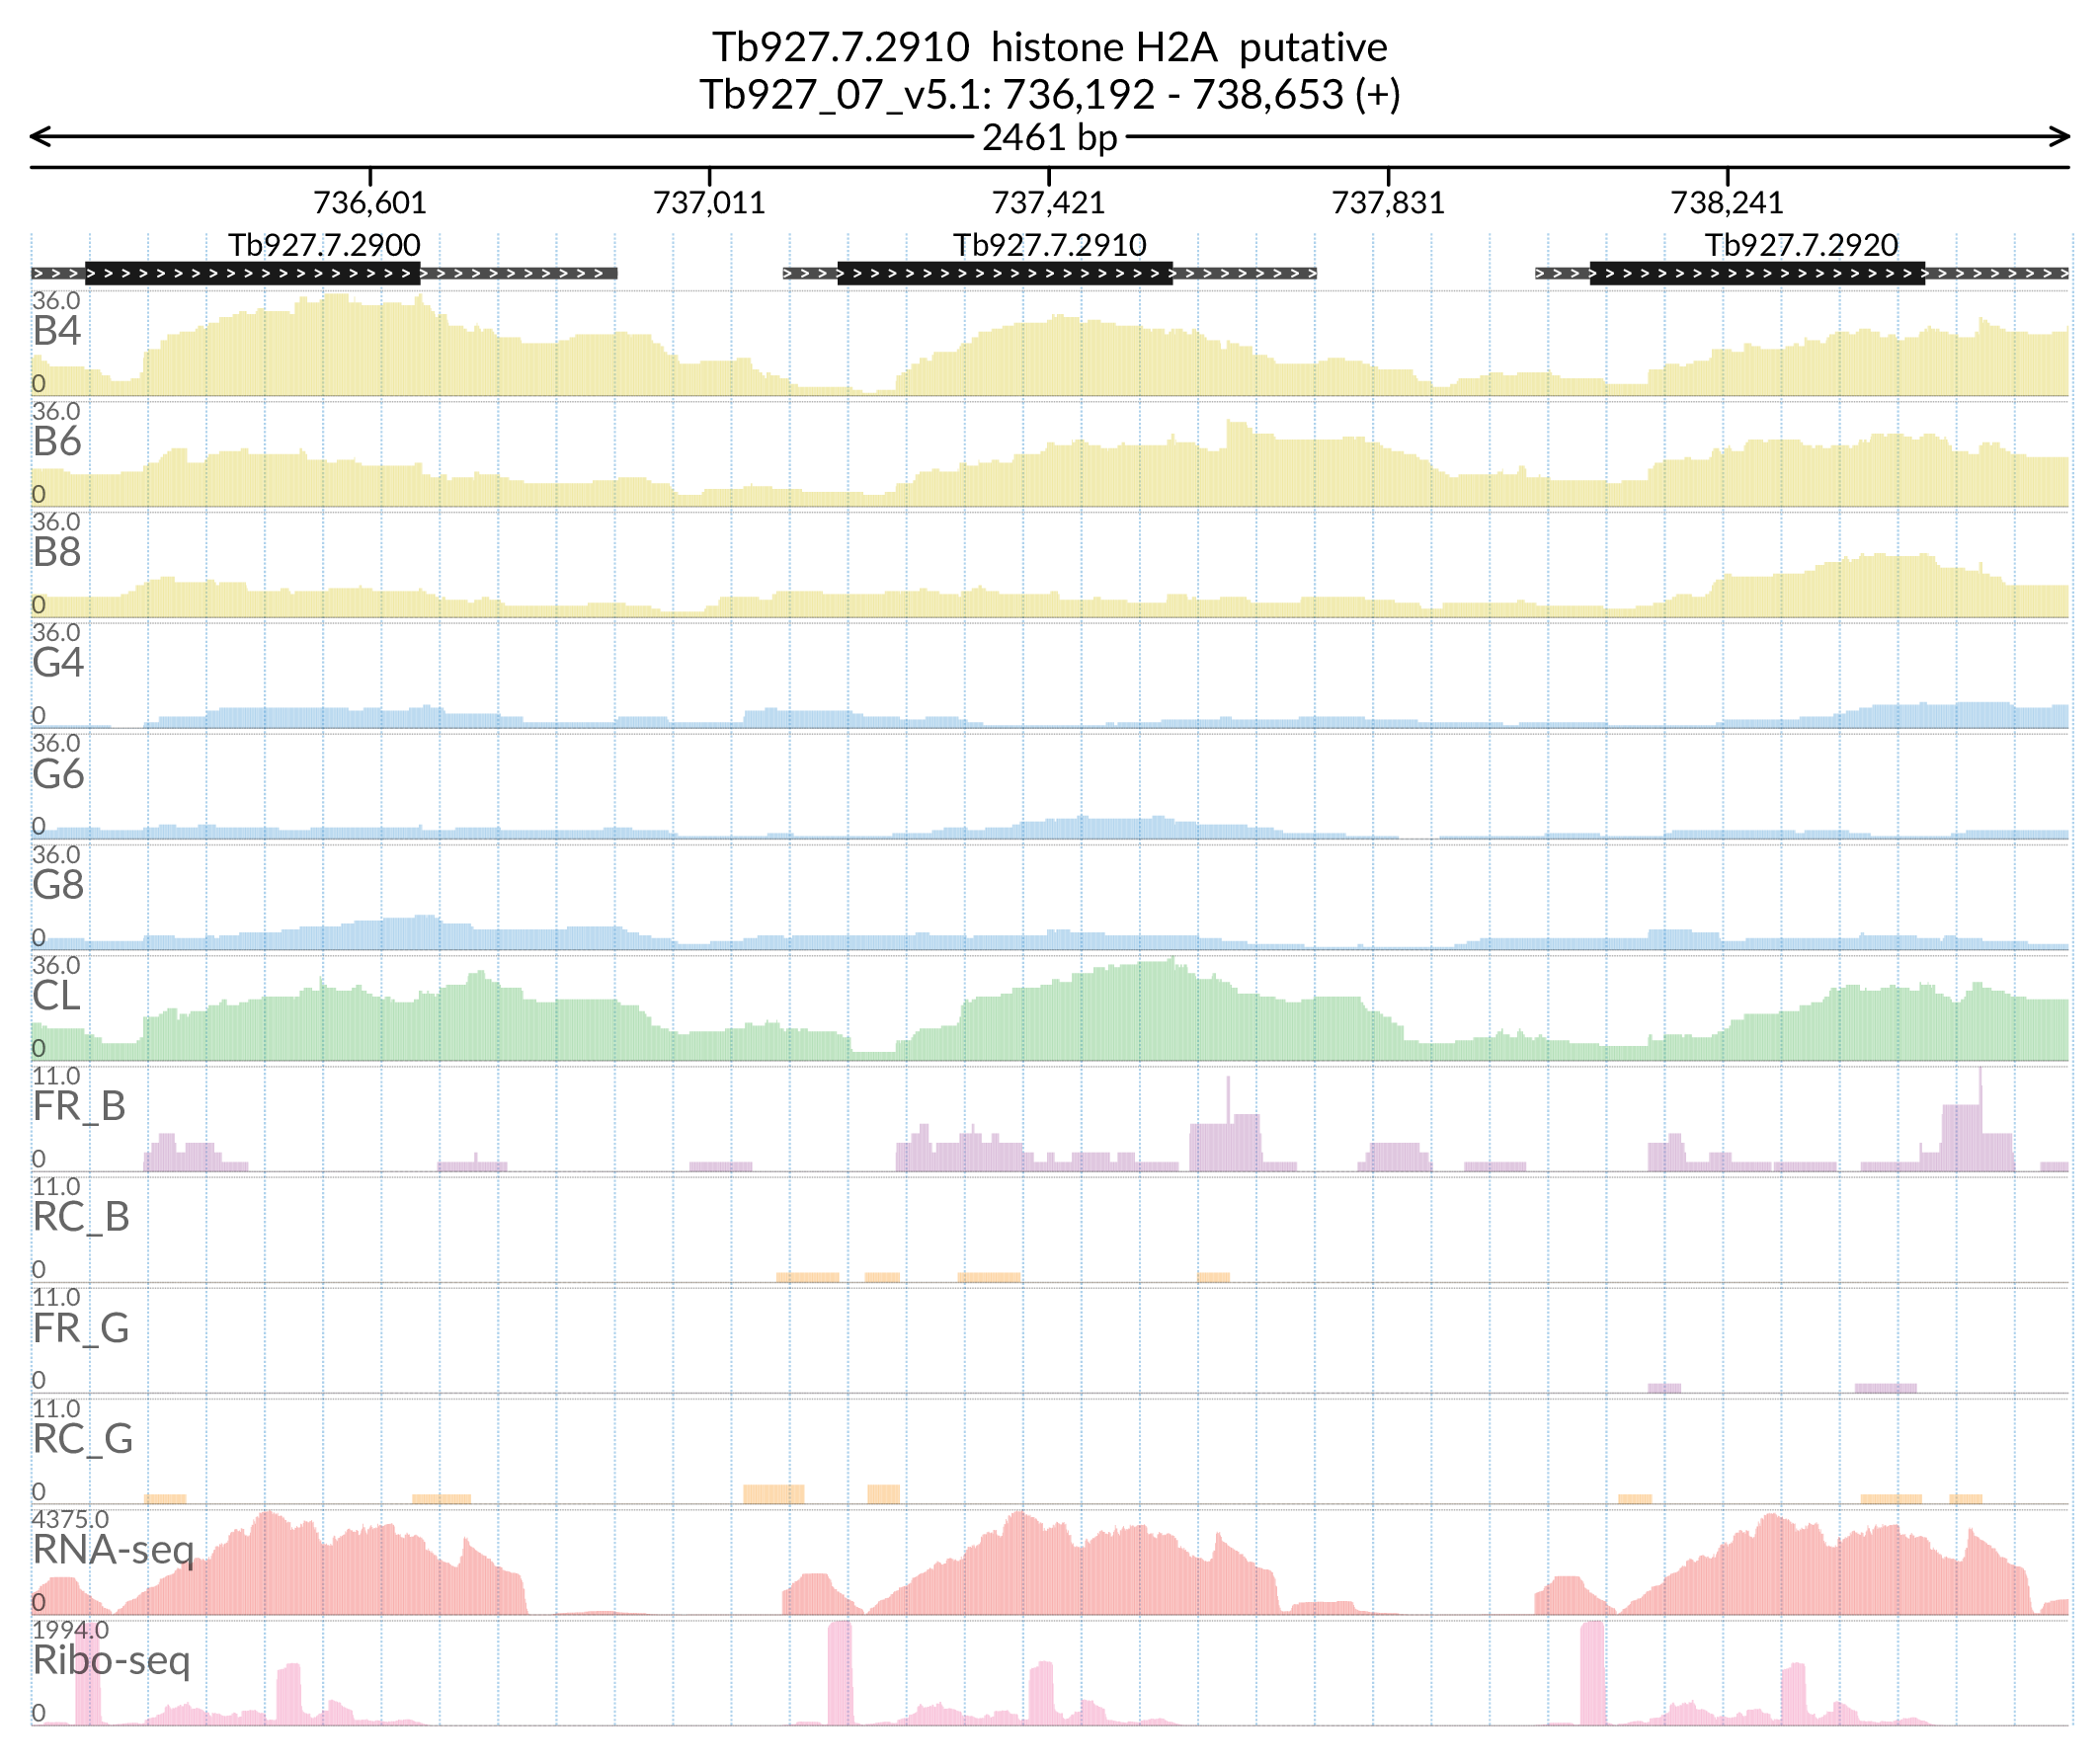 Tb927.7.2910 histone H2A putative
Tb927_07_v5.1: 736,192 - 738,653 (+)
2461 bp
736,601 737,011 737,421 737,831 738,241
Tb927.7.2900 Tb927.7.2910 Tb927.7.2920
36.0
B4
0
36.0
B6
0
36.0
B8
0
36.0
G4
0
36.0
G6
0
36.0
G8
0
36.0
CL
0
11.0
FR_B
0
11.0
RC_B
0
11.0
FR_G
0
11.0
RC_G
0
4375.0
RNA-seq
0
1994.0
Ribo-seq
0